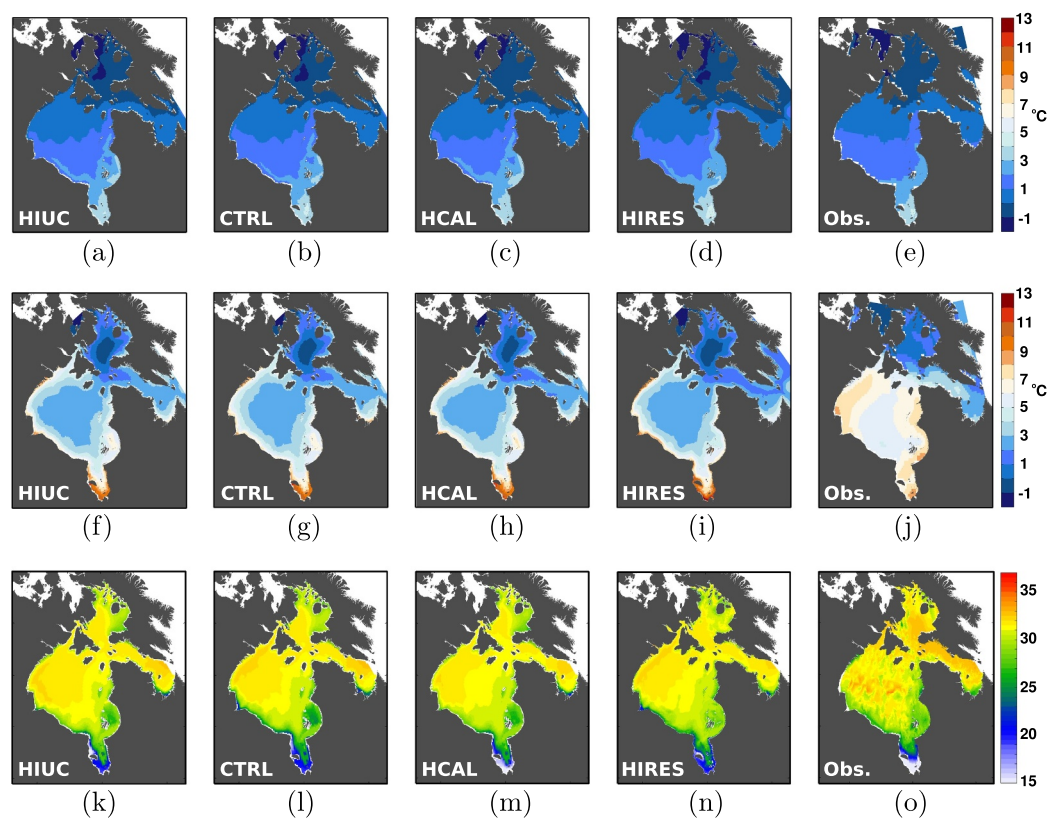 HIUC CTRL HCAL HIRES Obs. 13 11 9 7 °C 5 3 1 -1
(a) (b) (c) (d) (e)
HIUC CTRL HCAL HIRES Obs. 13 11 9 7 °C 5 3 1 -1
(f) (g) (h) (i) (j)
HIUC CTRL HCAL HIRES Obs. 35 30 25 20 15
(k) (l) (m) (n) (o)